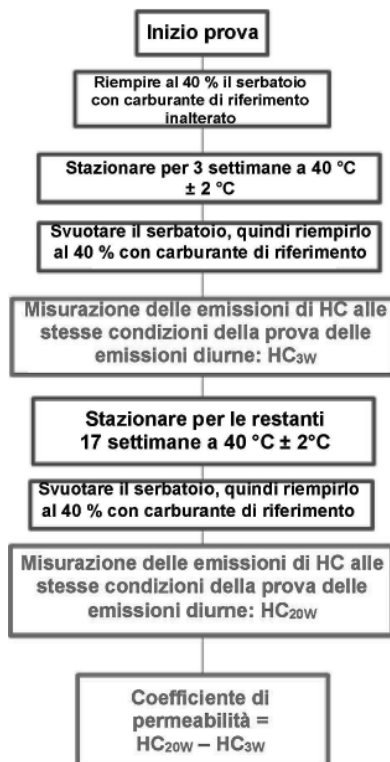 Inizio prova
Riempire al 40 % il serbatoio
con carburante di riferimento
inalterato
Stazionare per 3 settimane a 40 °C
± 2 °C
Svuotare il serbatoio, quindi riempirlo
al 40 % con carburante di riferimento
Misurazione delle emissioni di HC alle
stesse condizioni della prova delle
emissioni diurne: HC3W
Stazionare per le restanti
17 settimane a 40 °C ± 2°C
Svuotare il serbatoio, quindi riempirlo
al 40 % con carburante di riferimento
Misurazione delle emissioni di HC alle
stesse condizioni della prova delle
emissioni diurne: HC20W
Coefficiente di
permeabilità =
HC20W – HC3W